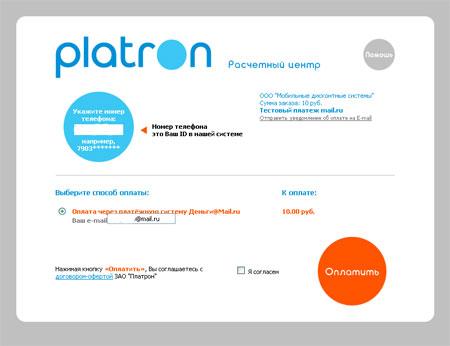 platron
Расчетный центр
Помощь
Укажите номер
телефона:
например,
7903*******
Номер телефона
это Ваш ID в нашей системе
ООО "Мобильные дисконтные системы"
Сумма заказа: 10 руб.
Тестовый платеж mail.ru
Отправить уведомление об оплате на E-mail
Выберите способ оплаты:
К оплате:
Оплата через платёжную систему Деньги@Mail.ru
10.00 руб.
Ваш e-mail @mail.ru
Нажимая кнопку «Оплатить», Вы соглашаетесь с
договором-офертой ЗАО "Платрон"
Я согласен
Оплатить